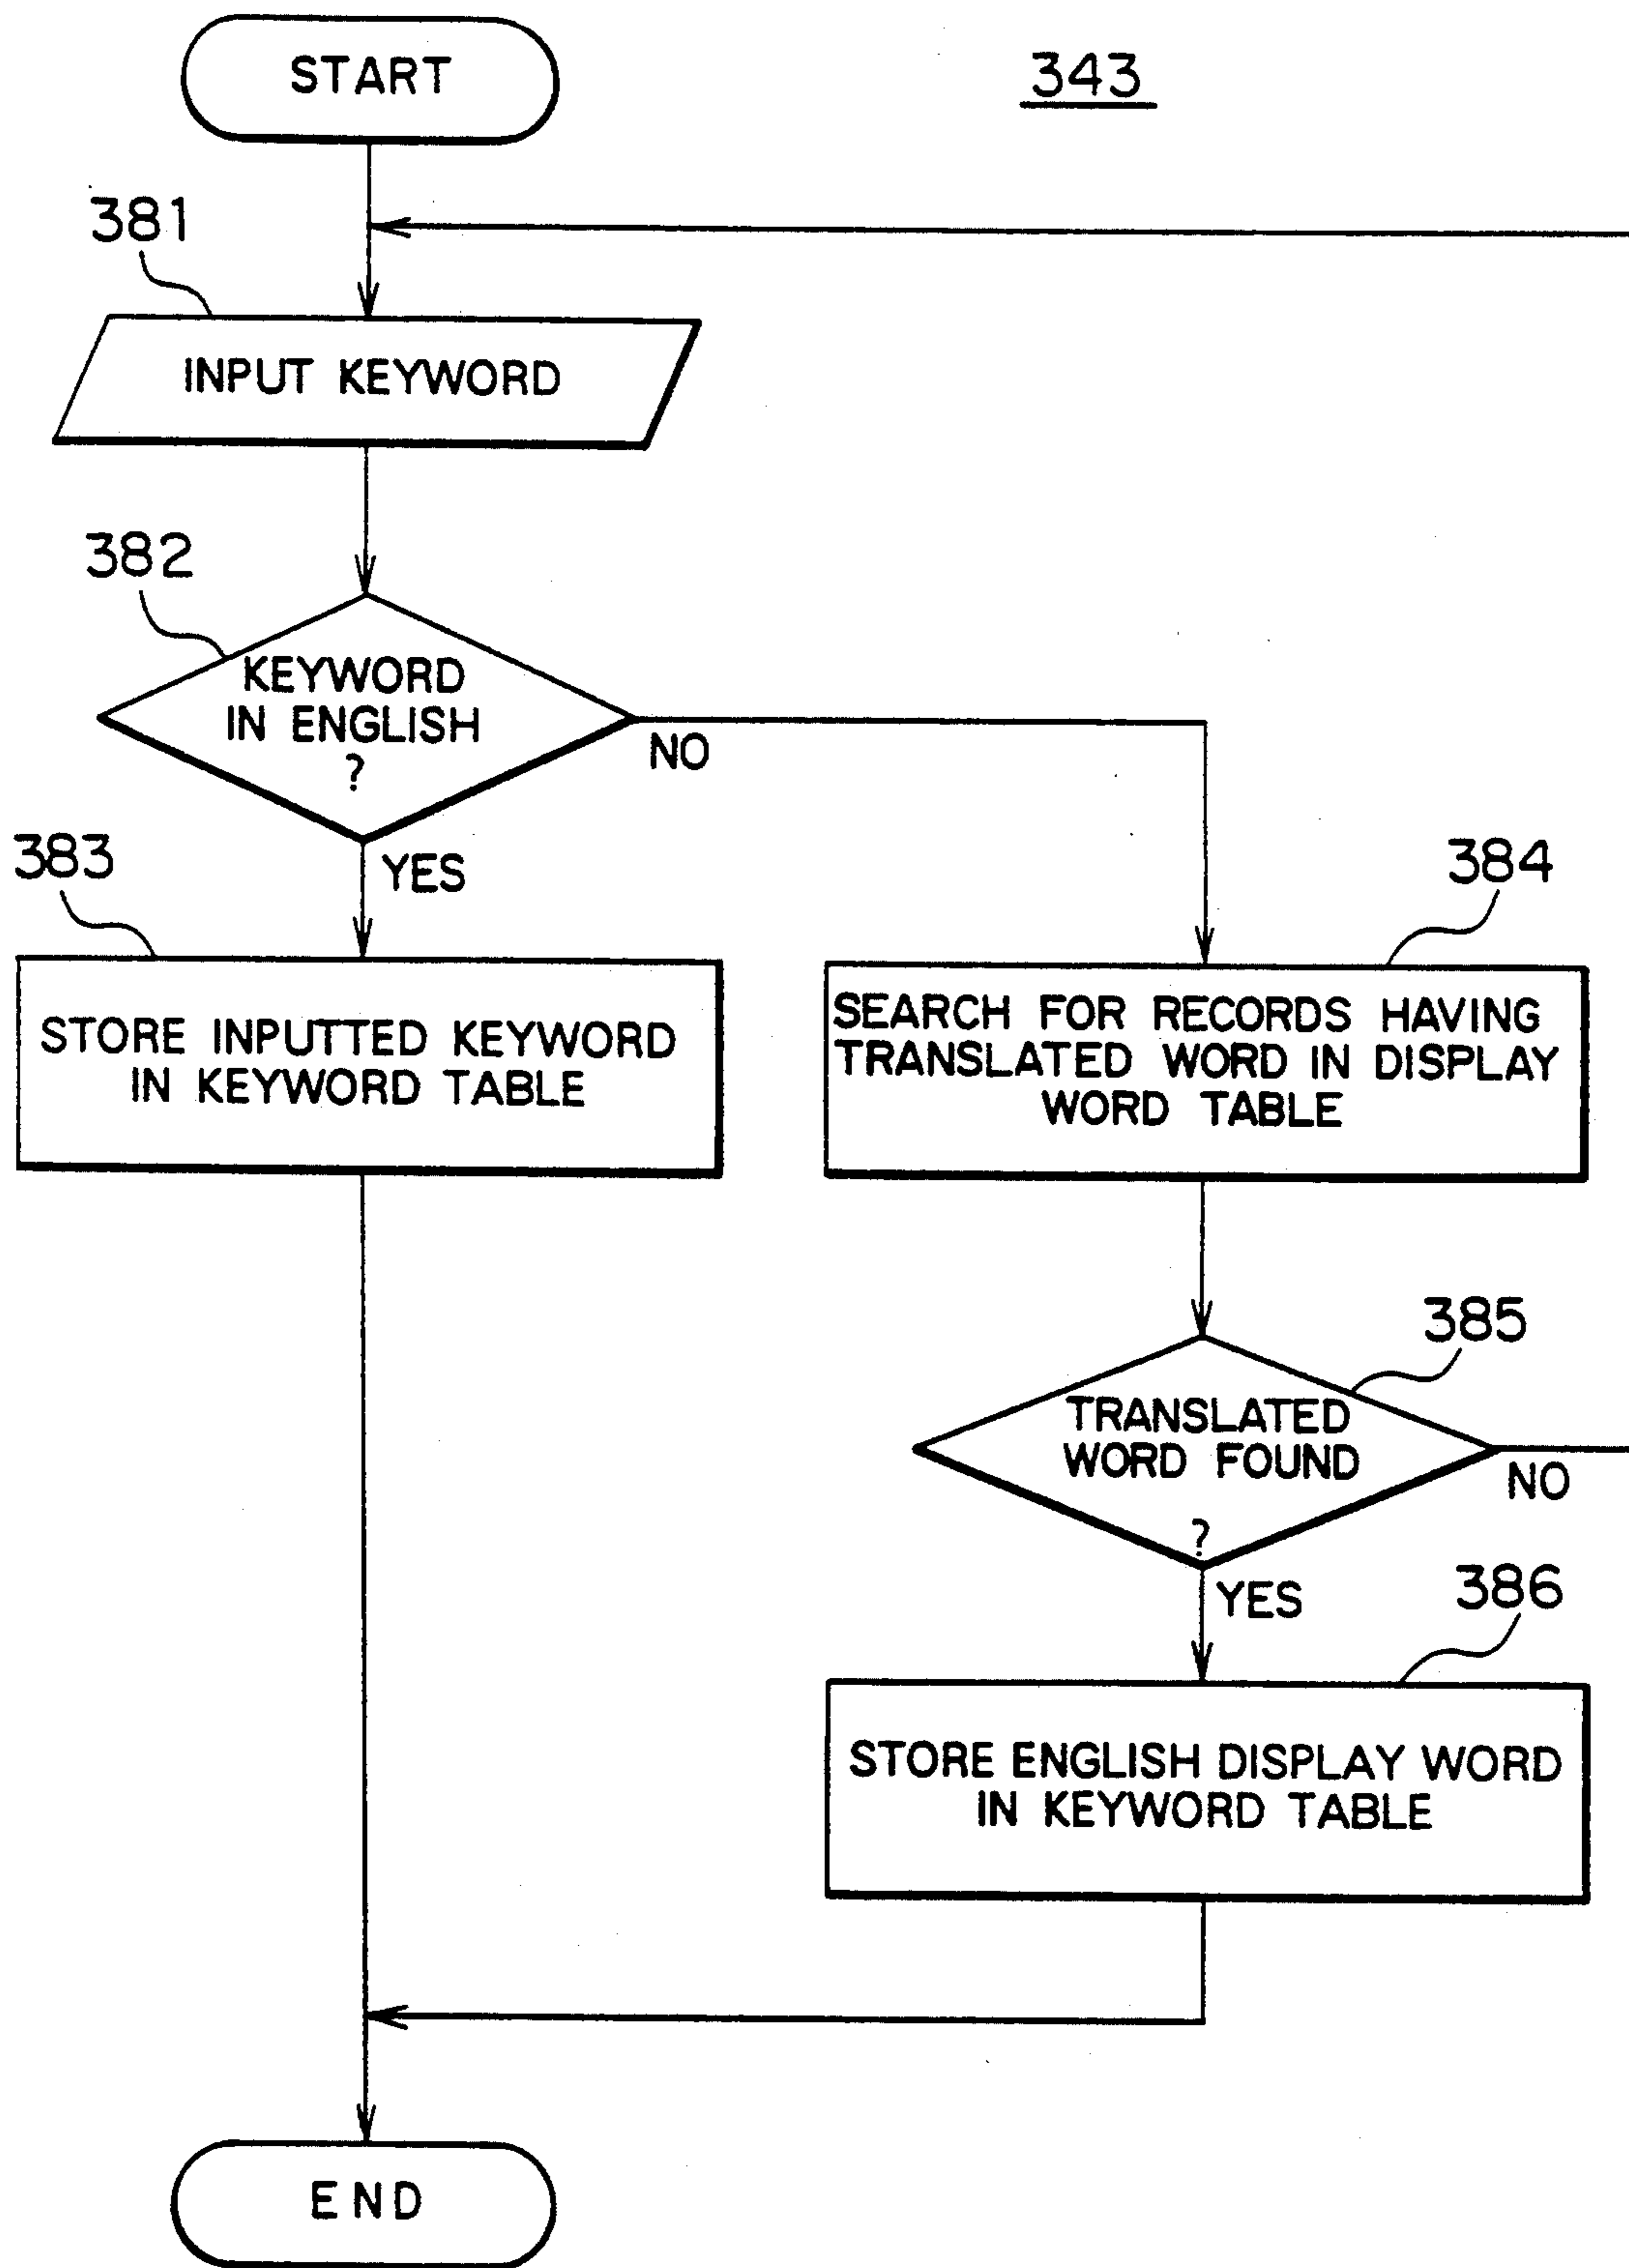 START
343
381
INPUT KEYWORD
382
KEYWORD
IN ENGLISH
?
NO
YES
383
STORE INPUTTED KEYWORD
IN KEYWORD TABLE
384
SEARCH FOR RECORDS HAVING
TRANSLATED WORD IN DISPLAY
WORD TABLE
385
TRANSLATED
WORD FOUND
?
NO
YES
386
STORE ENGLISH DISPLAY WORD
IN KEYWORD TABLE
END